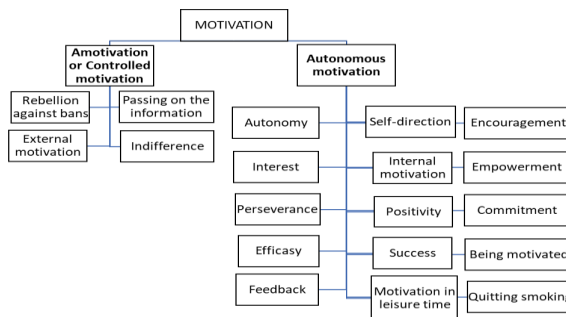 MOTIVATION
Amotivation
or Controlled
motivation
Autonomous
motivation
Rebellion
against bans
Passing on the
information
External
motivation
Indifference
Autonomy
Self-direction
Encouragement
Interest
Internal
motivation
Empowerment
Perseverance
Positivity
Commitment
Efficasy
Success
Being motivated
Feedback
Motivation in
leisure time
Quitting smoking